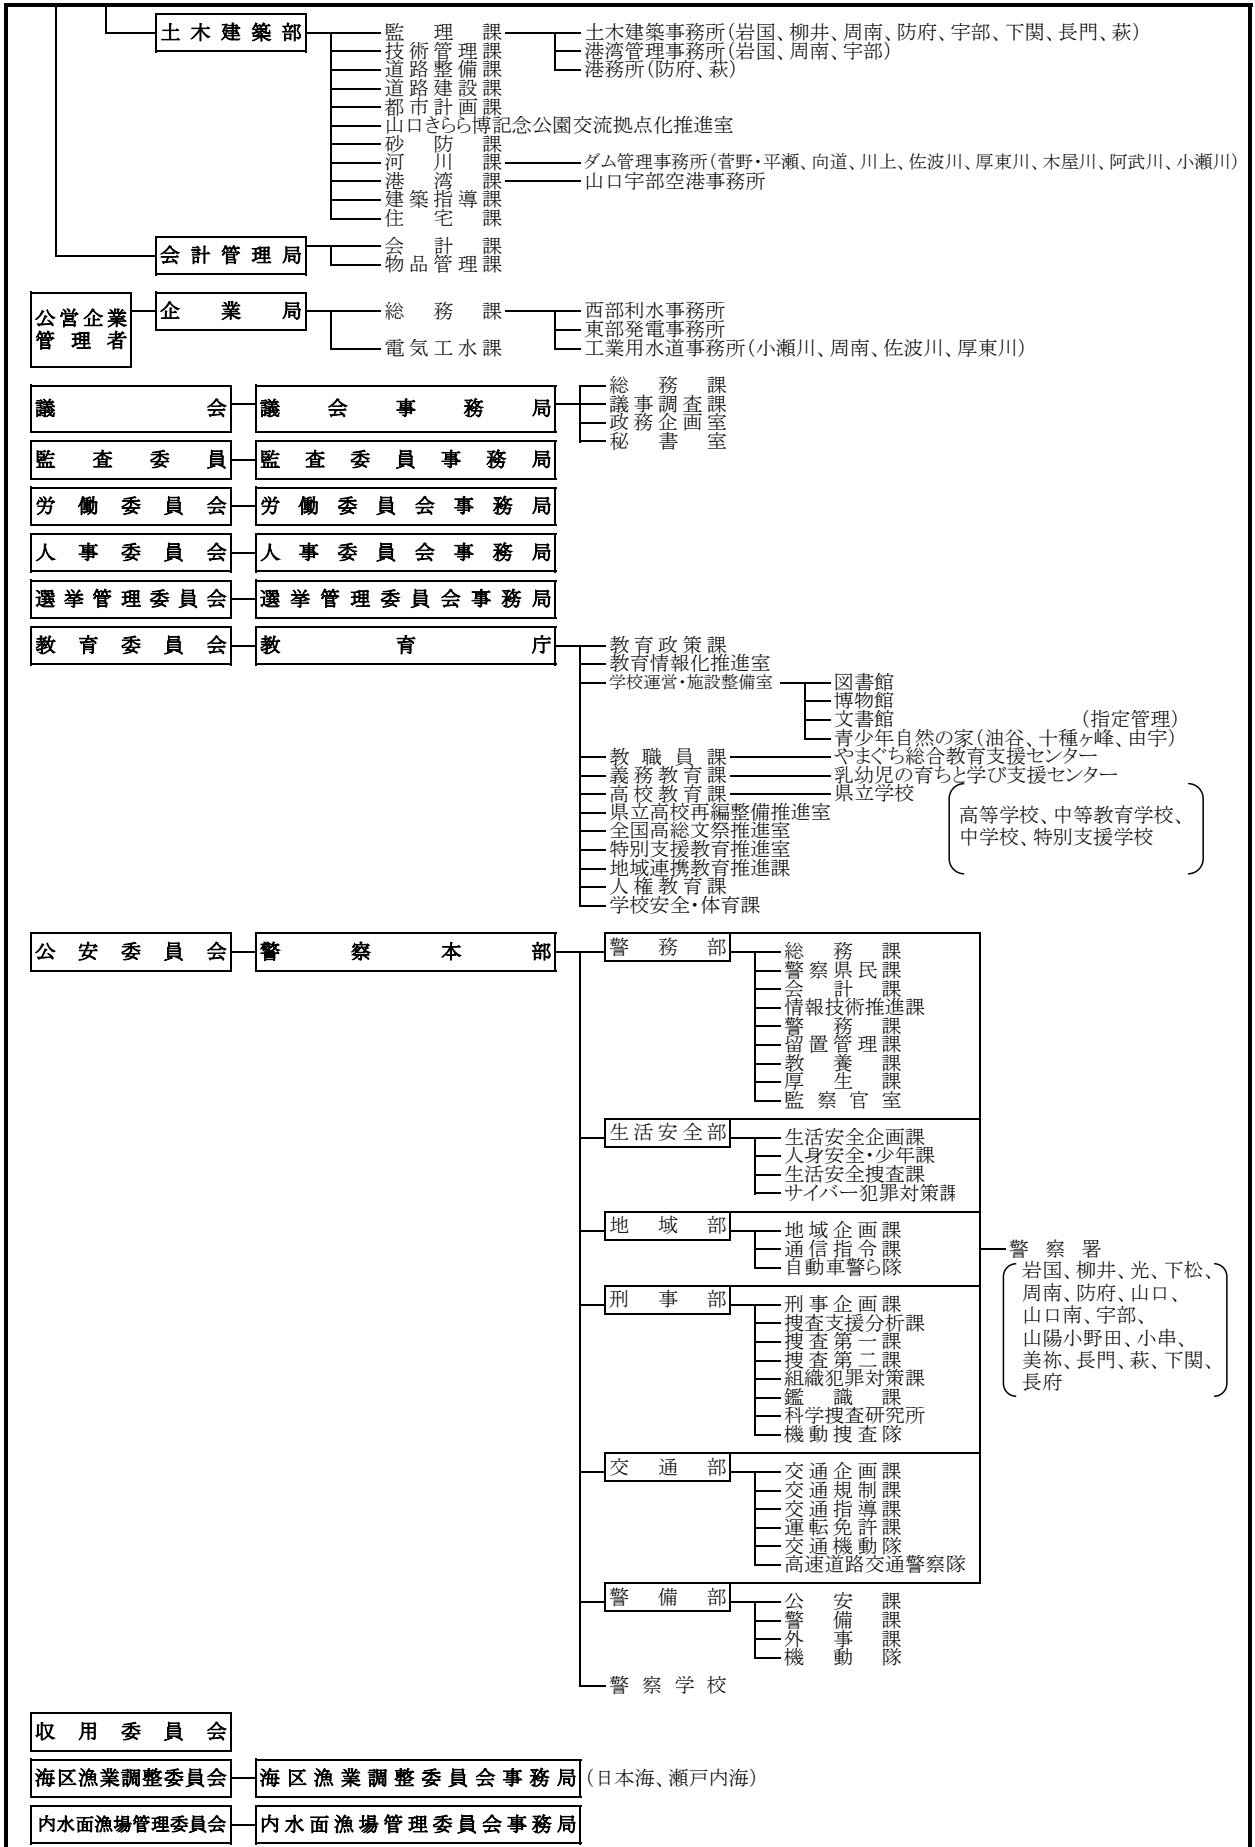 土木建築部 監理課 土木建築事務所（岩国、柳井、周南、防府、宇部、下関、長門、萩）
技術管理課 港湾管理事務所（岩国、周南、宇部）
道路整備課 港務所（防府、萩）
道路建設課
都市計画課
山口きらら博記念公園交流拠点化推進室
砂防課
河川課 ダム管理事務所（菅野・平瀬、向道、川上、佐波川、厚東川、木屋川、阿武川、小瀬川）
港湾課 山口宇部空港事務所
建築指導課
住宅課
会計管理局 会計課
物品管理課
公営企業
管理者
企業局 総務課 西部利水事務所
東部発電事務所
電気工水課 工業用水道事務所（小瀬川、周南、佐波川、厚東川）
議会 議会事務局 総務課
議事調査課
政務企画室
秘書室
監査委員 監査委員事務局
労働委員会 労働委員会事務局
人事委員会 人事委員会事務局
選挙管理委員会 選挙管理委員会事務局
教育委員会 教育庁 教育政策課
教育情報化推進室
学校運営・施設整備室 図書館
博物館
文書館 （指定管理）
青少年自然の家（油谷、十種ヶ峰、由宇）
教職員課 やまぐち総合教育支援センター
義務教育課 乳幼児の育ちと学び支援センター
高校教育課 県立学校
高等学校、中等教育学校、
中学校、特別支援学校
県立高校再編整備推進室
全国高総文祭推進室
特別支援教育推進室
地域連携教育推進課
人権教育課
学校安全・体育課
公安委員会 警察本部 警務部 総務課
警察県民課
会計課
情報技術推進課
警務課
留置管理課
教養課
厚生課
監察官室
生活安全部 生活安全企画課
人身安全・少年課
生活安全捜査課
サイバー犯罪対策課
地域部 地域企画課
通信指令課
自動車警ら隊
警察署
岩国、柳井、光、下松、
周南、防府、山口、
山口南、宇部、
山陽小野田、小串、
美祢、長門、萩、下関、
長府
刑事部 刑事企画課
捜査支援分析課
捜査第一課
捜査第二課
組織犯罪対策課
鑑識課
科学捜査研究所
機動捜査隊
交通部 交通企画課
交通規制課
交通指導課
運転免許課
交通機動隊
高速道路交通警察隊
警備部 公安課
警備課
外事課
機動隊
警察学校
収用委員会
海区漁業調整委員会 海区漁業調整委員会事務局（日本海、瀬戸内海）
内水面漁場管理委員会 内水面漁場管理委員会事務局